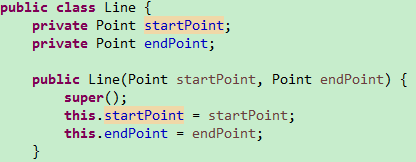 public class Line {
    private Point startPoint;
    private Point endPoint;

    public Line(Point startPoint, Point endPoint) {
        super();
        this.startPoint = startPoint;
        this.endPoint = endPoint;
    }